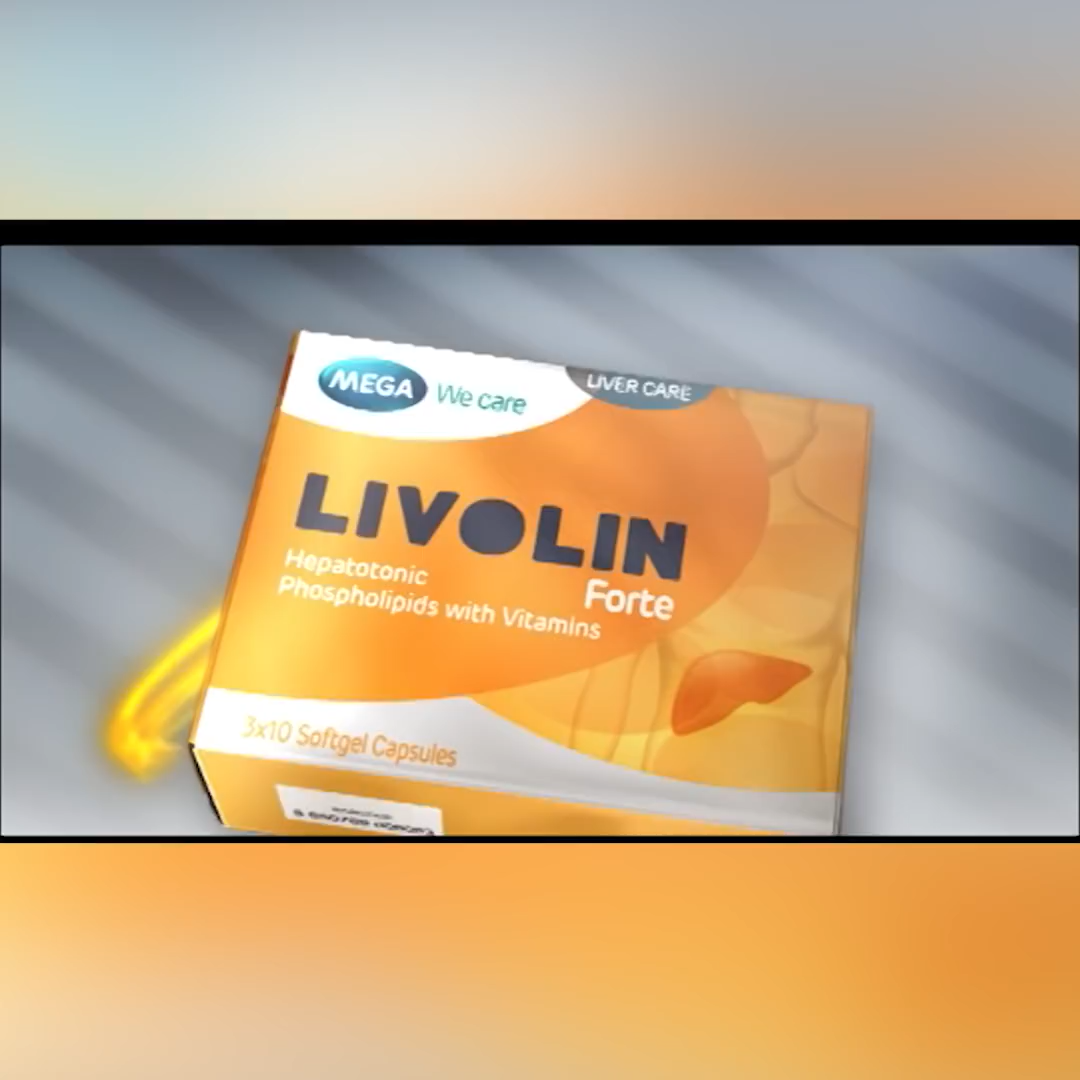 MEGA We care
LIVER CARE
LIVOLIN
Forte
Hepatotonic
Phospholipids with Vitamins
3x10 Softgel Capsules